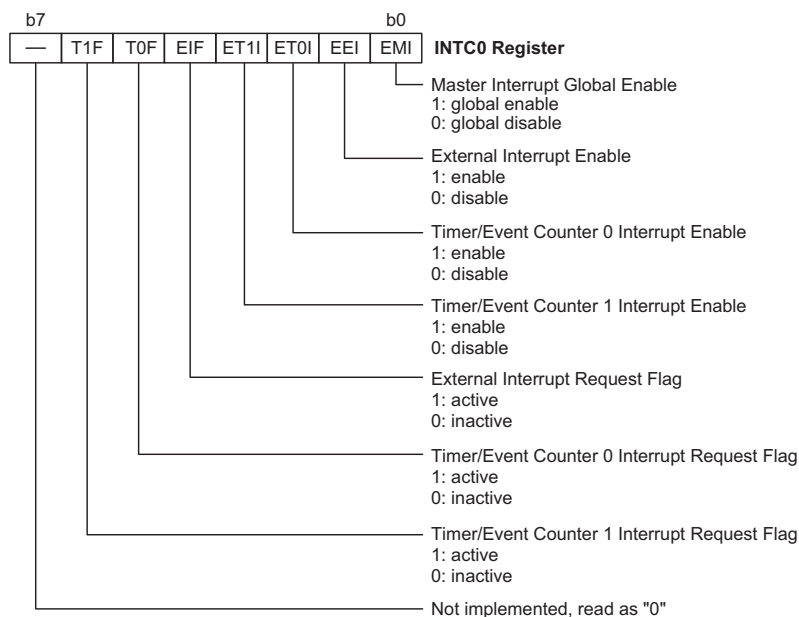 b7 b0
— T1F T0F EIF ET1I ET0I EEI EMI INTC0 Register
Master Interrupt Global Enable
1: global enable
0: global disable
External Interrupt Enable
1: enable
0: disable
Timer/Event Counter 0 Interrupt Enable
1: enable
0: disable
Timer/Event Counter 1 Interrupt Enable
1: enable
0: disable
External Interrupt Request Flag
1: active
0: inactive
Timer/Event Counter 0 Interrupt Request Flag
1: active
0: inactive
Timer/Event Counter 1 Interrupt Request Flag
1: active
0: inactive
Not implemented, read as "0"